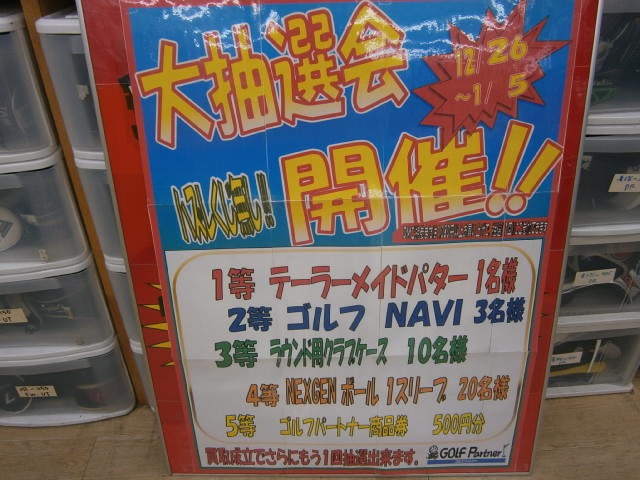 大抽選会
12/26
～1/5
ハズレくじ無し!!
開催!!
1等 テーラーメイドパター 1名様
2等 ゴルフ NAVI 3名様
3等 ラウンド用クラブケース 10名様
4等 NEXGEN ボール 1スリーブ 20名様
5等 ゴルフパートナー商品券 500円分
買取成立でさらにもう1回抽選出来ます。
GOLF Partner